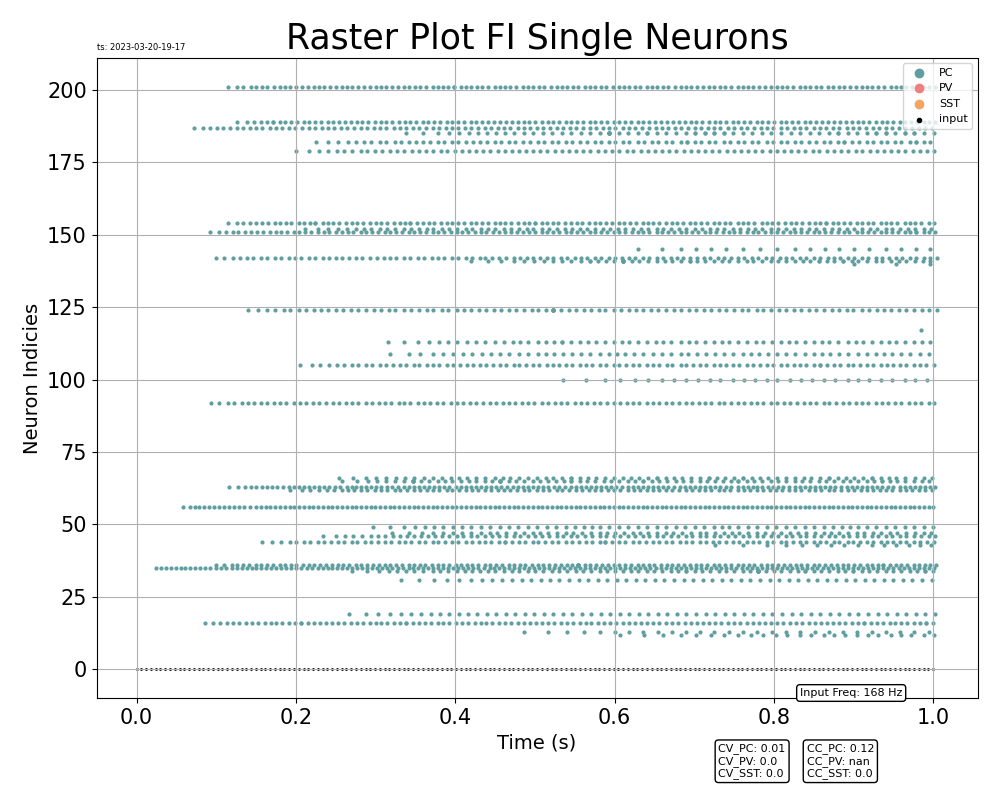 Raster Plot FI Single Neurons
ts: 2023-03-20-19-17
PC
PV
SST
input
200
175
150
125
100
75
50
25
0
Neuron Indicies
0.0 0.2 0.4 0.6 0.8 1.0
Time (s)
Input Freq: 168 Hz
CV_PC: 0.01
CV_PV: 0.0
CV_SST: 0.0
CC_PC: 0.12
CC_PV: nan
CC_SST: 0.0